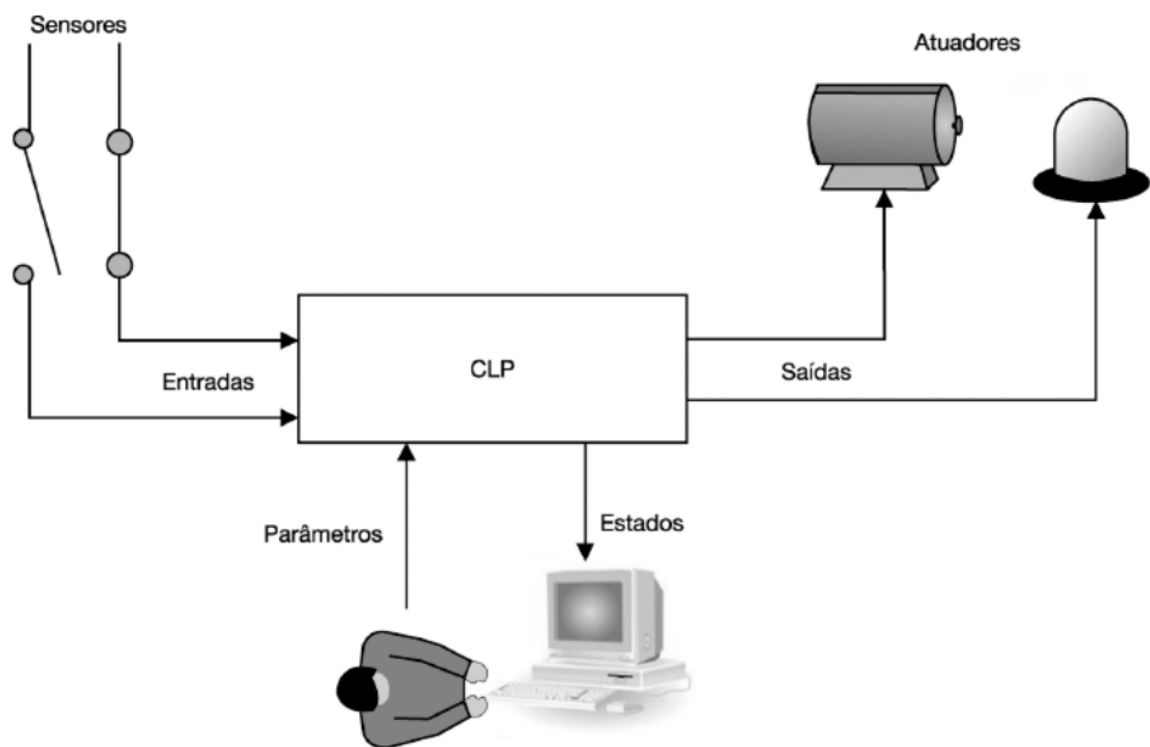 Sensores
Atuadores
CLP
Entradas
Saídas
Parâmetros
Estados